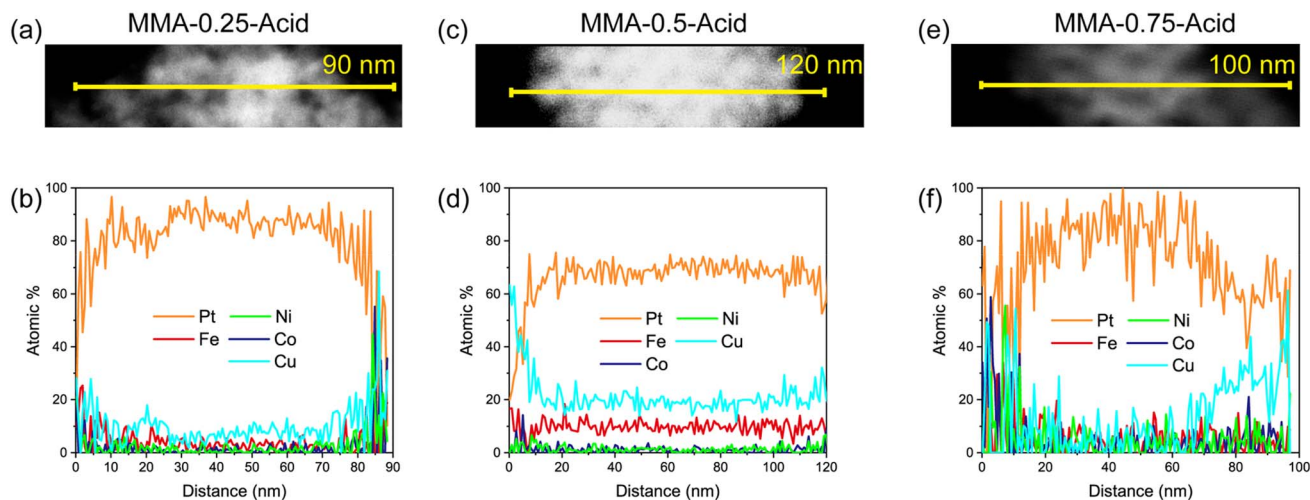 MMA-0.25-Acid
MMA-0.5-Acid
MMA-0.75-Acid
(a)
90 nm
(c)
120 nm
(e)
100 nm
(b)
100
80
60
40
20
0
Atomic %
Pt
Ni
Fe
Co
Cu
0 10 20 30 40 50 60 70 80 90
Distance (nm)
(d)
100
80
60
40
20
0
Atomic %
Pt
Ni
Fe
Cu
Co
0 20 40 60 80 100 120
Distance (nm)
(f)
100
80
60
40
20
0
Atomic %
Pt
Ni
Fe
Co
Cu
0 20 40 60 80 100
Distance (nm)